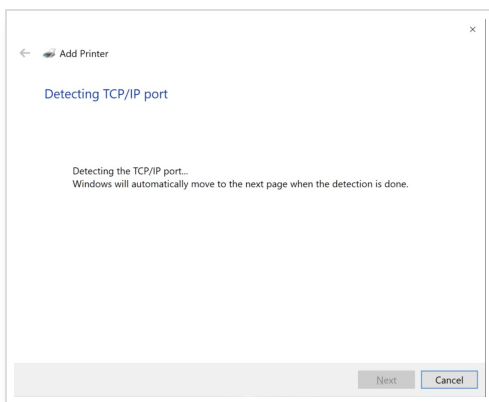 Add Printer
Detecting TCP/IP port
Detecting the TCP/IP port...
Windows will automatically move to the next page when the detection is done.
Next
Cancel